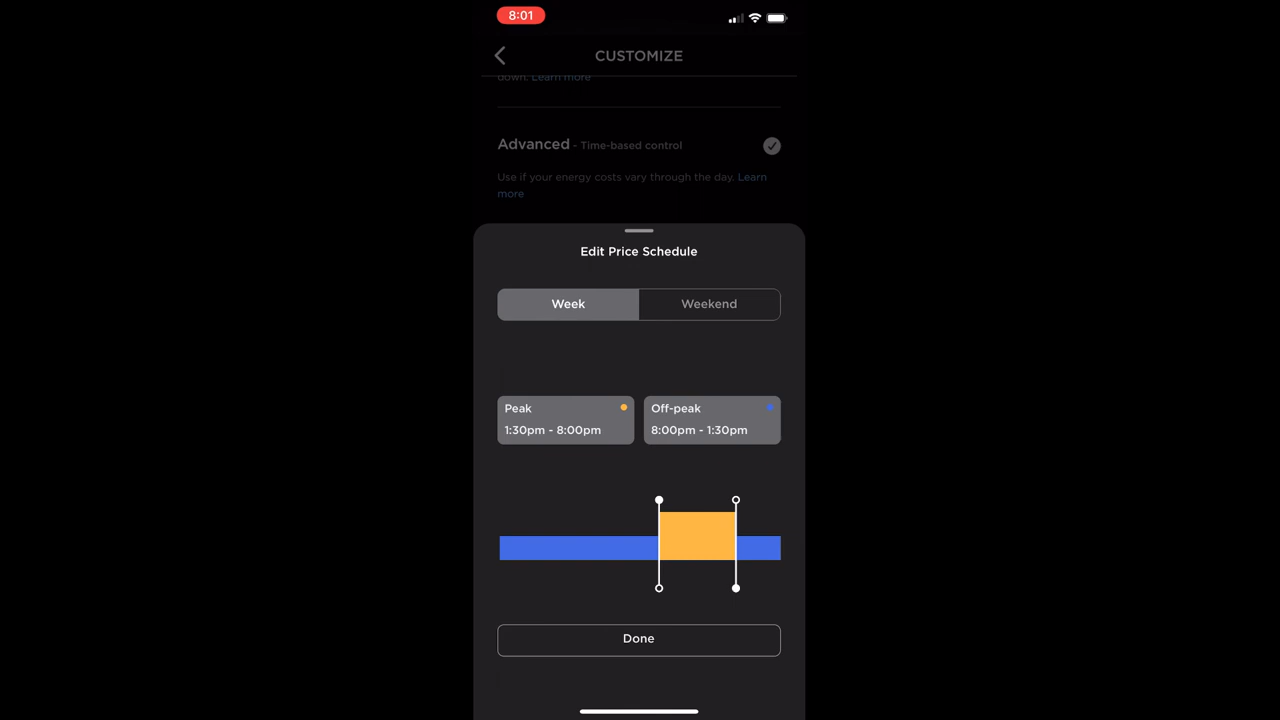 8:01
CUSTOMIZE
down. Learn more
Advanced - Time-based control
Use if your energy costs vary through the day. Learn
more
Edit Price Schedule
Week
Weekend
Peak
1:30pm - 8:00pm
Off-peak
8:00pm - 1:30pm
Done